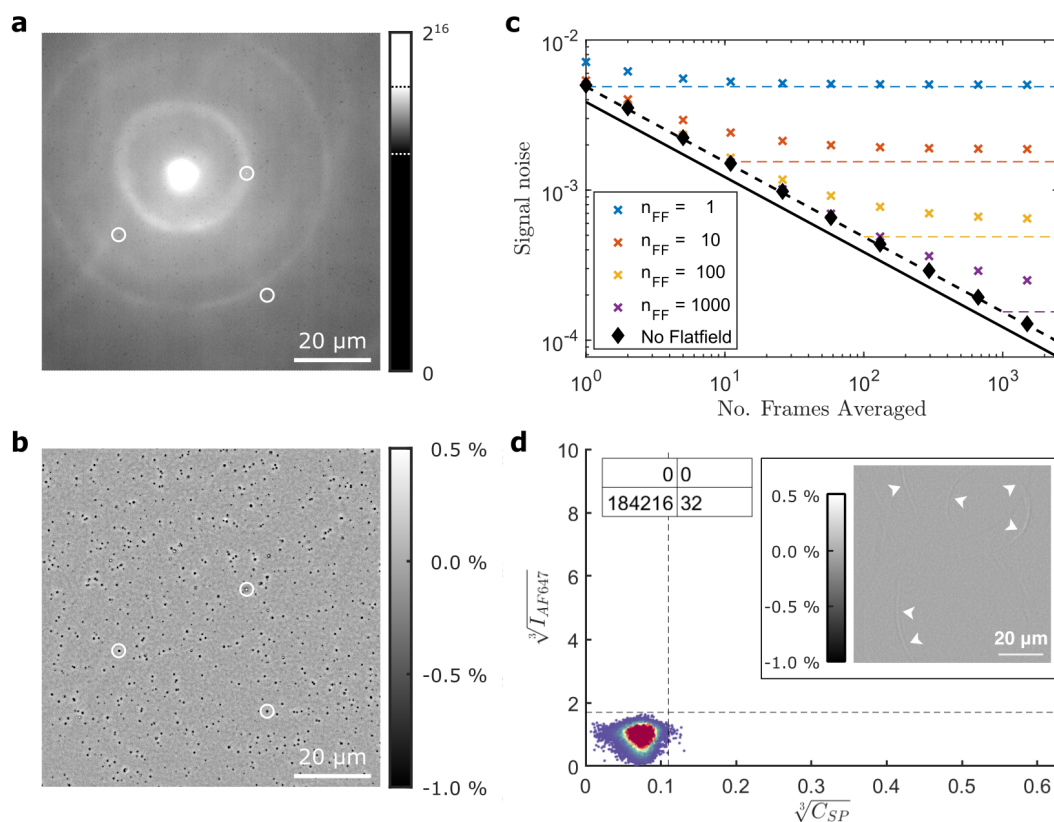 a
2^16
0
20 μm
b
0.5 %
0.0 %
-0.5 %
-1.0 %
20 μm
c
Signal noise
10^-2
10^-3
10^-4
n_FF = 1
n_FF = 10
n_FF = 100
n_FF = 1000
No Flatfield
10^0
10^1
10^2
10^3
No. Frames Averaged
d
∛I_AF647
10
8
6
4
2
0
0 0
184216 32
0.5 %
0.0 %
-0.5 %
-1.0 %
20 μm
0 0.1 0.2 0.3 0.4 0.5 0.6
∛C_SP